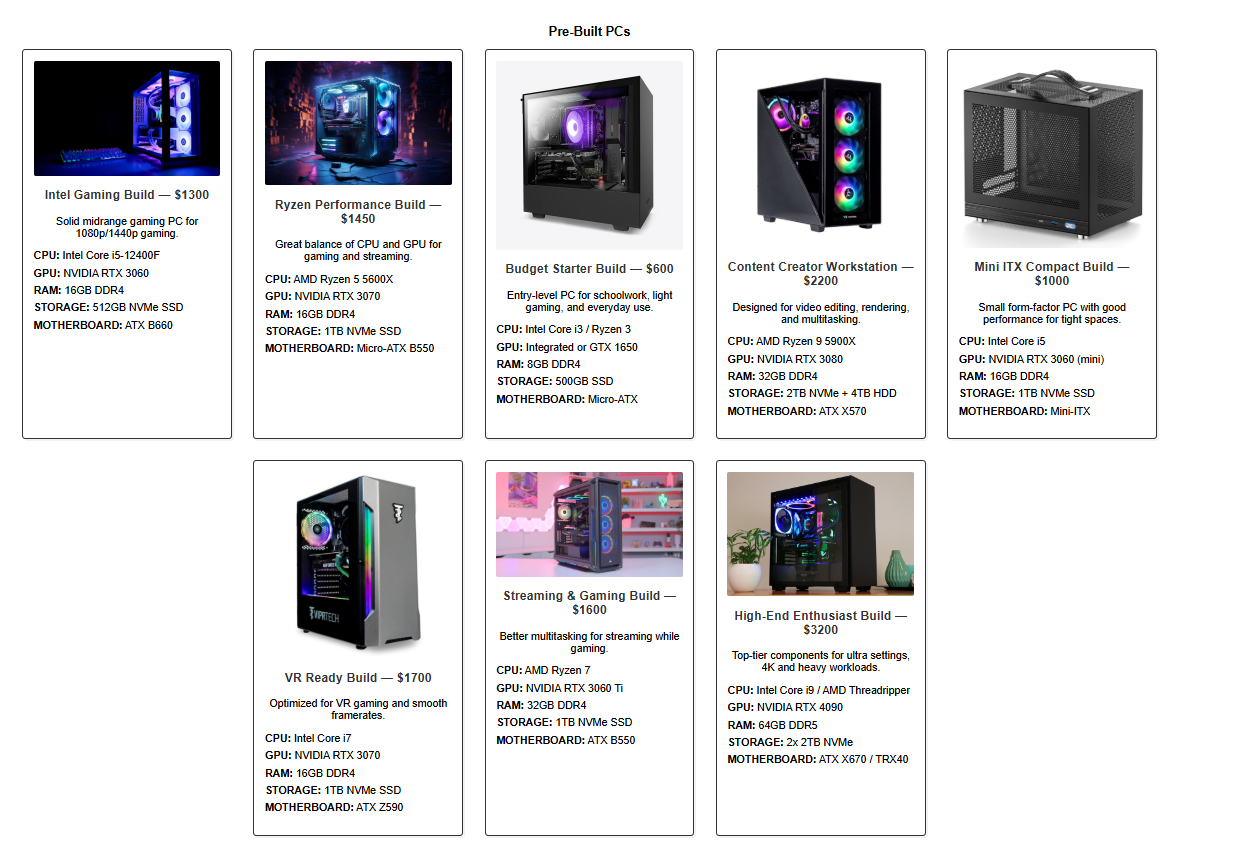 Pre-Built PCs
Intel Gaming Build — $1300
Solid midrange gaming PC for
1080p/1440p gaming.
CPU: Intel Core i5-12400F
GPU: NVIDIA RTX 3060
RAM: 16GB DDR4
STORAGE: 512GB NVMe SSD
MOTHERBOARD: ATX B660
Ryzen Performance Build —
$1450
Great balance of CPU and GPU for
gaming and streaming.
CPU: AMD Ryzen 5 5600X
GPU: NVIDIA RTX 3070
RAM: 16GB DDR4
STORAGE: 1TB NVMe SSD
MOTHERBOARD: Micro-ATX B550
Budget Starter Build — $600
Entry-level PC for schoolwork, light
gaming, and everyday use.
CPU: Intel Core i3 / Ryzen 3
GPU: Integrated or GTX 1650
RAM: 8GB DDR4
STORAGE: 500GB SSD
MOTHERBOARD: Micro-ATX
Content Creator Workstation —
$2200
Designed for video editing, rendering,
and multitasking.
CPU: AMD Ryzen 9 5900X
GPU: NVIDIA RTX 3080
RAM: 32GB DDR4
STORAGE: 2TB NVMe + 4TB HDD
MOTHERBOARD: ATX X570
Mini ITX Compact Build —
$1000
Small form-factor PC with good
performance for tight spaces.
CPU: Intel Core i5
GPU: NVIDIA RTX 3060 (mini)
RAM: 16GB DDR4
STORAGE: 1TB NVMe SSD
MOTHERBOARD: Mini-ITX
VIPRTECH
VR Ready Build — $1700
Optimized for VR gaming and smooth
framerates.
CPU: Intel Core i7
GPU: NVIDIA RTX 3070
RAM: 16GB DDR4
STORAGE: 1TB NVMe SSD
MOTHERBOARD: ATX Z590
Streaming & Gaming Build —
$1600
Better multitasking for streaming while
gaming.
CPU: AMD Ryzen 7
GPU: NVIDIA RTX 3060 Ti
RAM: 32GB DDR4
STORAGE: 1TB NVMe SSD
MOTHERBOARD: ATX B550
High-End Enthusiast Build —
$3200
Top-tier components for ultra settings,
4K and heavy workloads.
CPU: Intel Core i9 / AMD Threadripper
GPU: NVIDIA RTX 4090
RAM: 64GB DDR5
STORAGE: 2x 2TB NVMe
MOTHERBOARD: ATX X670 / TRX40